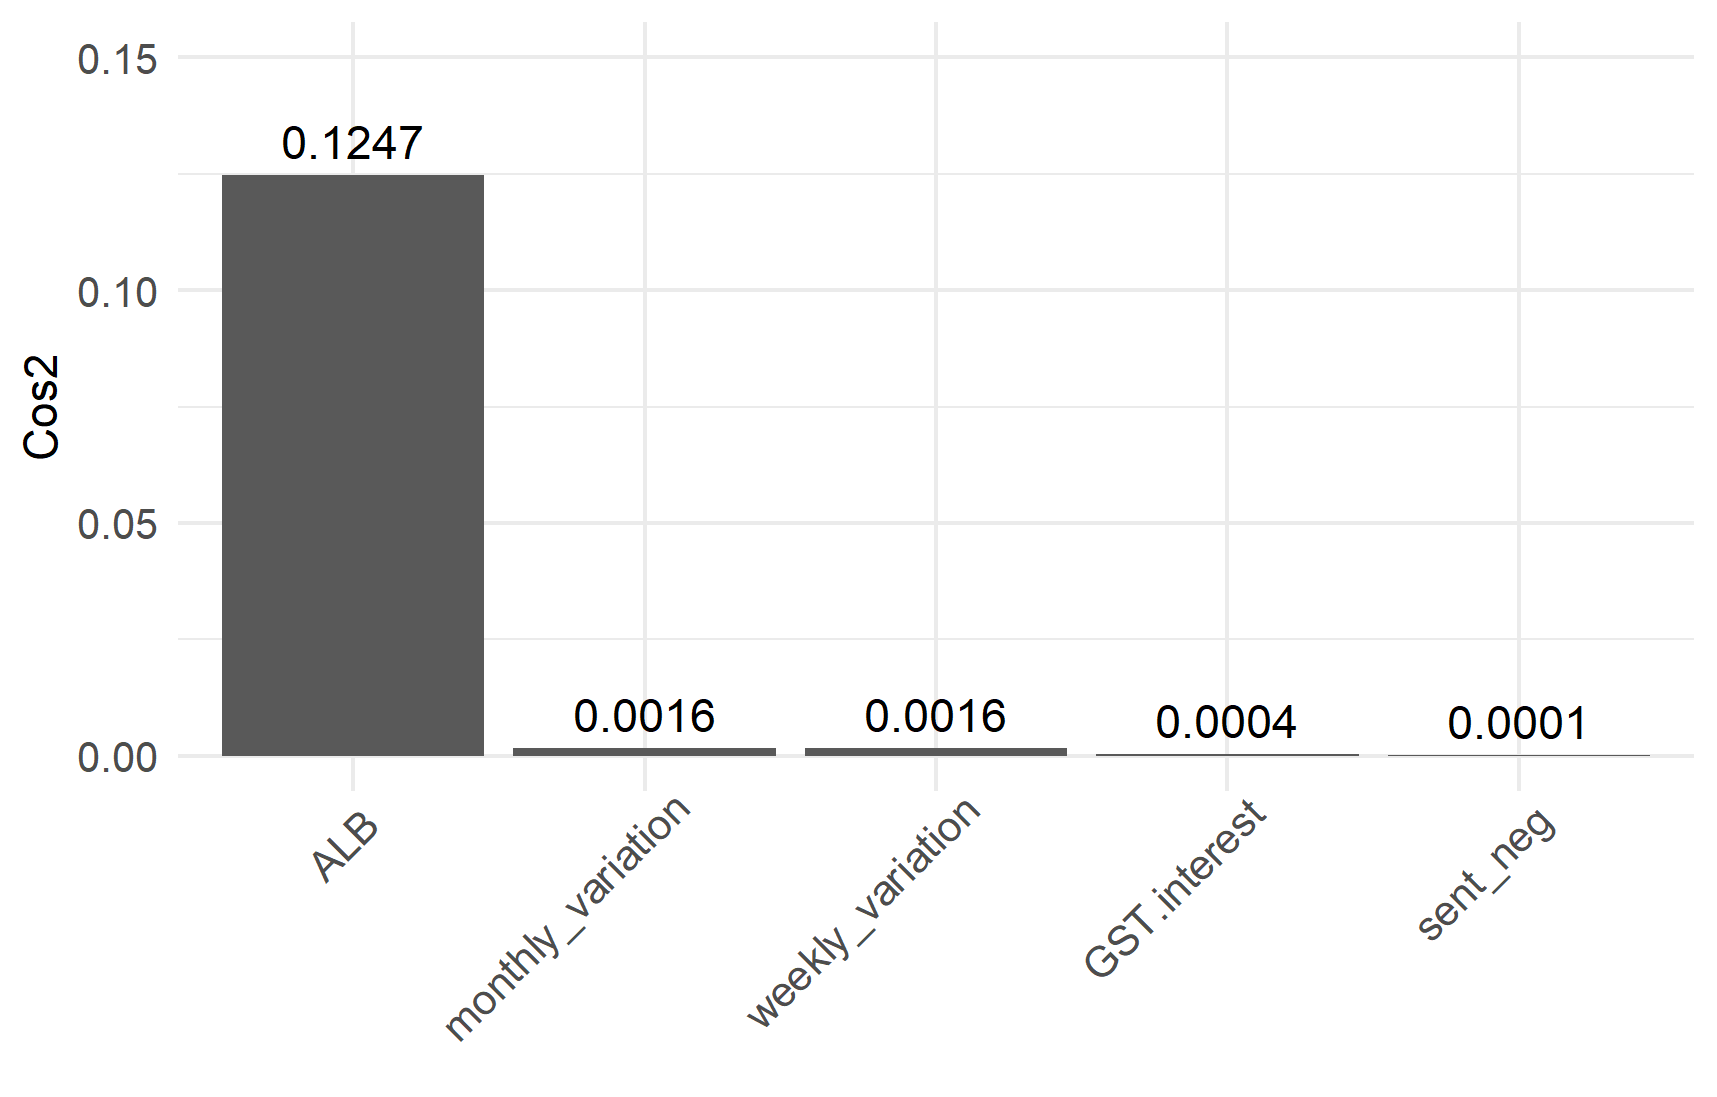 Cos2
0.15
0.10
0.05
0.00
0.1247
0.0016
0.0016
0.0004
0.0001
ALB
monthly_variation
weekly_variation
GST.interest
sent_neg